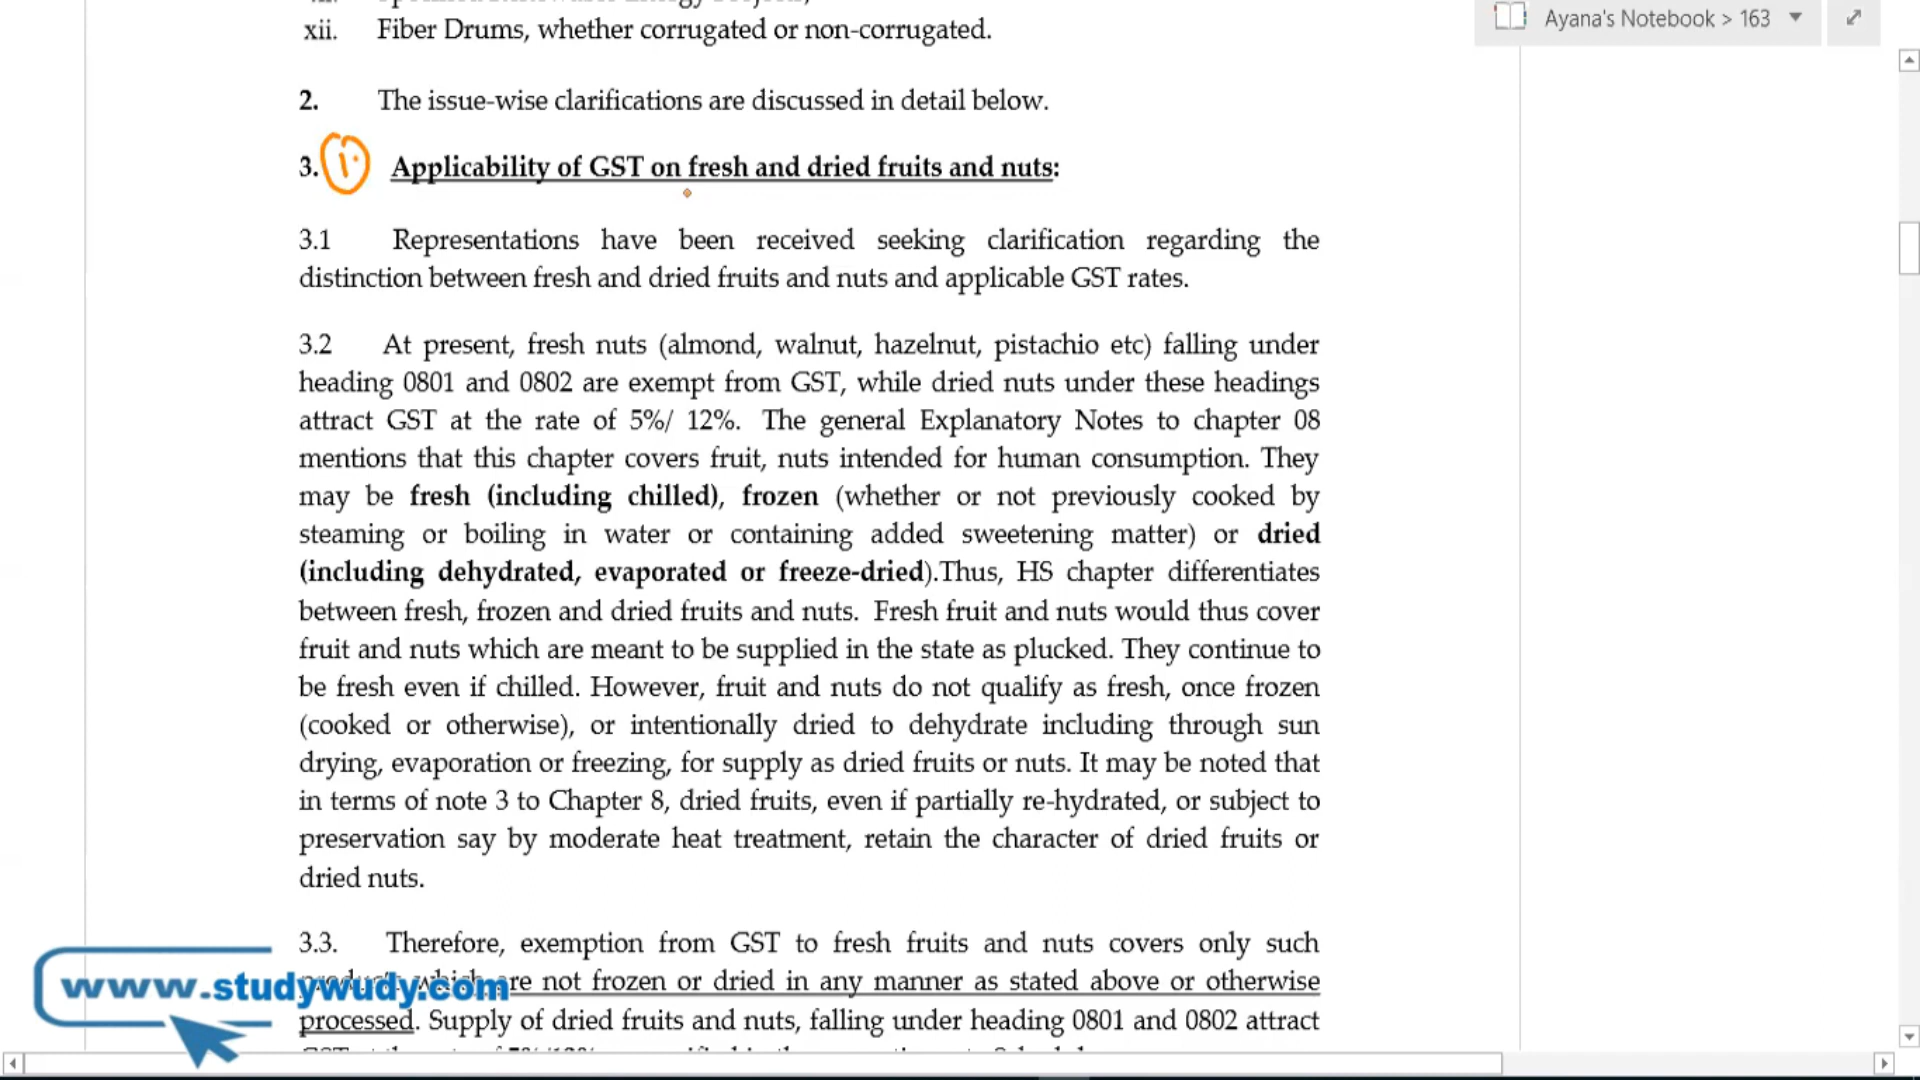 Ayana's Notebook > 163
xii. Fiber Drums, whether corrugated or non-corrugated.
2. The issue-wise clarifications are discussed in detail below.
3. 1. Applicability of GST on fresh and dried fruits and nuts:
3.1 Representations have been received seeking clarification regarding the
distinction between fresh and dried fruits and nuts and applicable GST rates.
3.2 At present, fresh nuts (almond, walnut, hazelnut, pistachio etc) falling under
heading 0801 and 0802 are exempt from GST, while dried nuts under these headings
attract GST at the rate of 5%/ 12%. The general Explanatory Notes to chapter 08
mentions that this chapter covers fruit, nuts intended for human consumption. They
may be fresh (including chilled), frozen (whether or not previously cooked by
steaming or boiling in water or containing added sweetening matter) or dried
(including dehydrated, evaporated or freeze-dried).Thus, HS chapter differentiates
between fresh, frozen and dried fruits and nuts. Fresh fruit and nuts would thus cover
fruit and nuts which are meant to be supplied in the state as plucked. They continue to
be fresh even if chilled. However, fruit and nuts do not qualify as fresh, once frozen
(cooked or otherwise), or intentionally dried to dehydrate including through sun
drying, evaporation or freezing, for supply as dried fruits or nuts. It may be noted that
in terms of note 3 to Chapter 8, dried fruits, even if partially re-hydrated, or subject to
preservation say by moderate heat treatment, retain the character of dried fruits or
dried nuts.
3.3. Therefore, exemption from GST to fresh fruits and nuts covers only such
are not frozen or dried in any manner as stated above or otherwise
www.studywudy.com
processed. Supply of dried fruits and nuts, falling under heading 0801 and 0802 attract